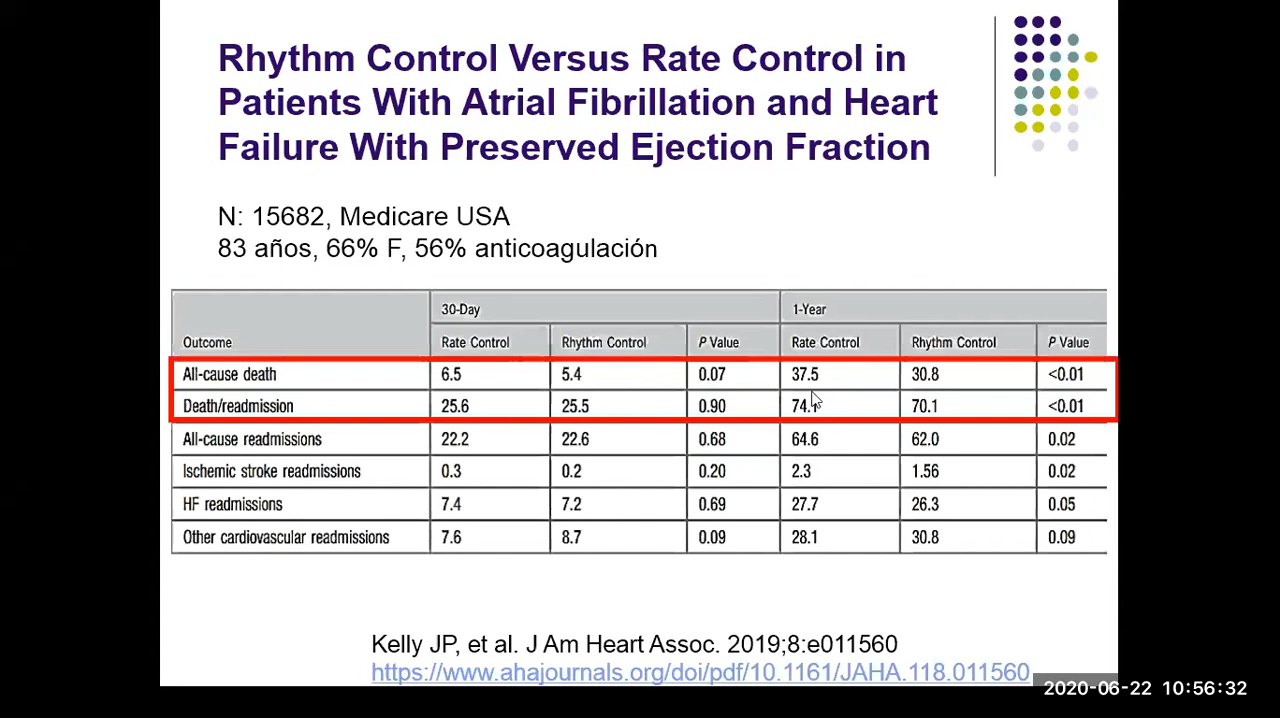 Rhythm Control Versus Rate Control in
Patients With Atrial Fibrillation and Heart
Failure With Preserved Ejection Fraction
N: 15682, Medicare USA
83 años, 66% F, 56% anticoagulación
30-Day 1-Year
Outcome Rate Control Rhythm Control P Value Rate Control Rhythm Control P Value
All-cause death 6.5 5.4 0.07 37.5 30.8 <0.01
Death/readmission 25.6 25.5 0.90 74.1 70.1 <0.01
All-cause readmissions 22.2 22.6 0.68 64.6 62.0 0.02
Ischemic stroke readmissions 0.3 0.2 0.20 2.3 1.56 0.02
HF readmissions 7.4 7.2 0.69 27.7 26.3 0.05
Other cardiovascular readmissions 7.6 8.7 0.09 28.1 30.8 0.09
Kelly JP, et al. J Am Heart Assoc. 2019;8:e011560
https://www.ahajournals.org/doi/pdf/10.1161/JAHA.118.011560
2020-06-22 10:56:32